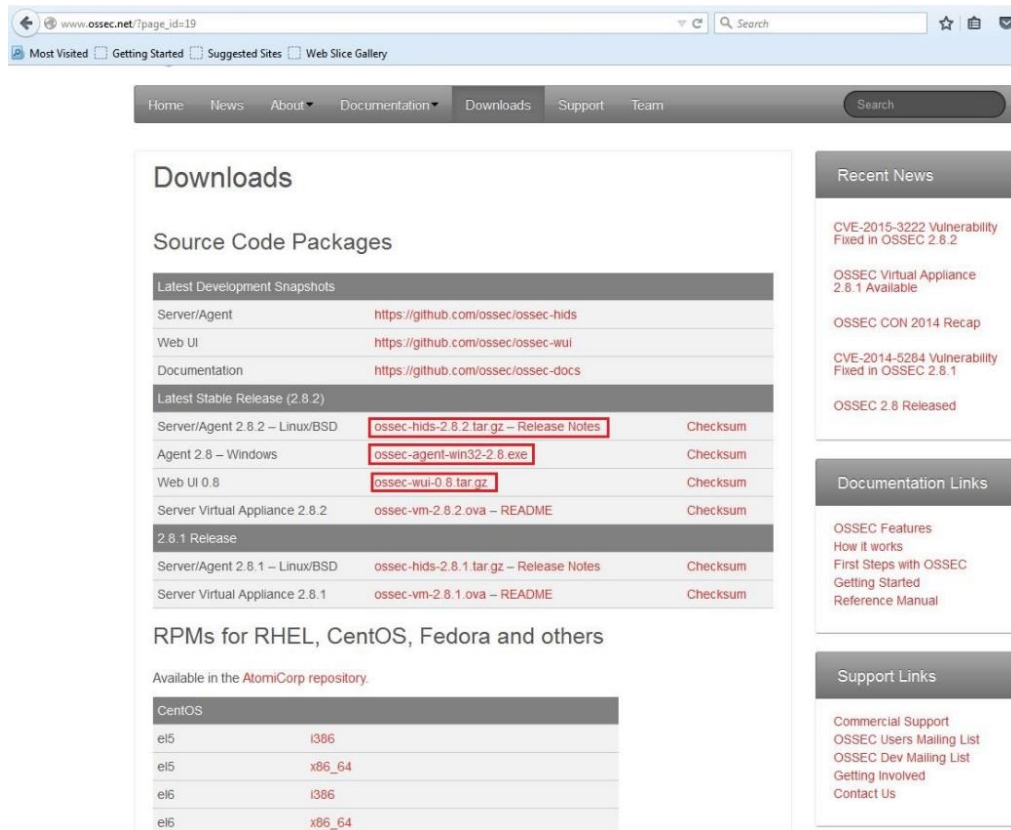 www.ossec.net/?page_id=19
Search
Most Visited Getting Started Suggested Sites Web Slice Gallery
Home News About Documentation Downloads Support Team
Search
Downloads
Source Code Packages
Latest Development Snapshots
Server/Agent https://github.com/ossec/ossec-hids
Web UI https://github.com/ossec/ossec-wui
Documentation https://github.com/ossec/ossec-docs
Latest Stable Release (2.8.2)
Server/Agent 2.8.2 – Linux/BSD ossec-hids-2.8.2.tar.gz – Release Notes Checksum
Agent 2.8 – Windows ossec-agent-win32-2.8.exe Checksum
Web UI 0.8 ossec-wui-0.8.tar.gz Checksum
Server Virtual Appliance 2.8.2 ossec-vm-2.8.2.ova – README Checksum
2.8.1 Release
Server/Agent 2.8.1 – Linux/BSD ossec-hids-2.8.1.tar.gz – Release Notes Checksum
Server Virtual Appliance 2.8.1 ossec-vm-2.8.1.ova – README Checksum
RPMs for RHEL, CentOS, Fedora and others
Available in the AtomiCorp repository.
CentOS
el5 i386
el5 x86_64
el6 i386
el6 x86_64
Recent News
CVE-2015-3222 Vulnerability
Fixed in OSSEC 2.8.2
OSSEC Virtual Appliance
2.8.1 Available
OSSEC CON 2014 Recap
CVE-2014-5284 Vulnerability
Fixed in OSSEC 2.8.1
OSSEC 2.8 Released
Documentation Links
OSSEC Features
How it works
First Steps with OSSEC
Getting Started
Reference Manual
Support Links
Commercial Support
OSSEC Users Mailing List
OSSEC Dev Mailing List
Getting Involved
Contact Us